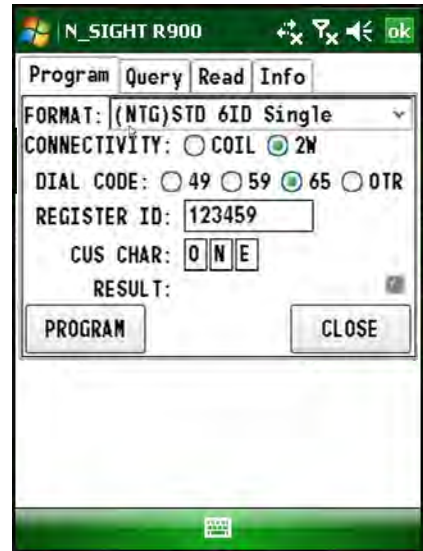 N_SIGHT R900 ok
Program Query Read Info
FORMAT: (NTG)STD 6ID Single
CONNECTIVITY: COIL 2W
DIAL CODE: 49 59 65 OTR
REGISTER ID: 123459
CUS CHAR: O N E
RESULT:
PROGRAM CLOSE